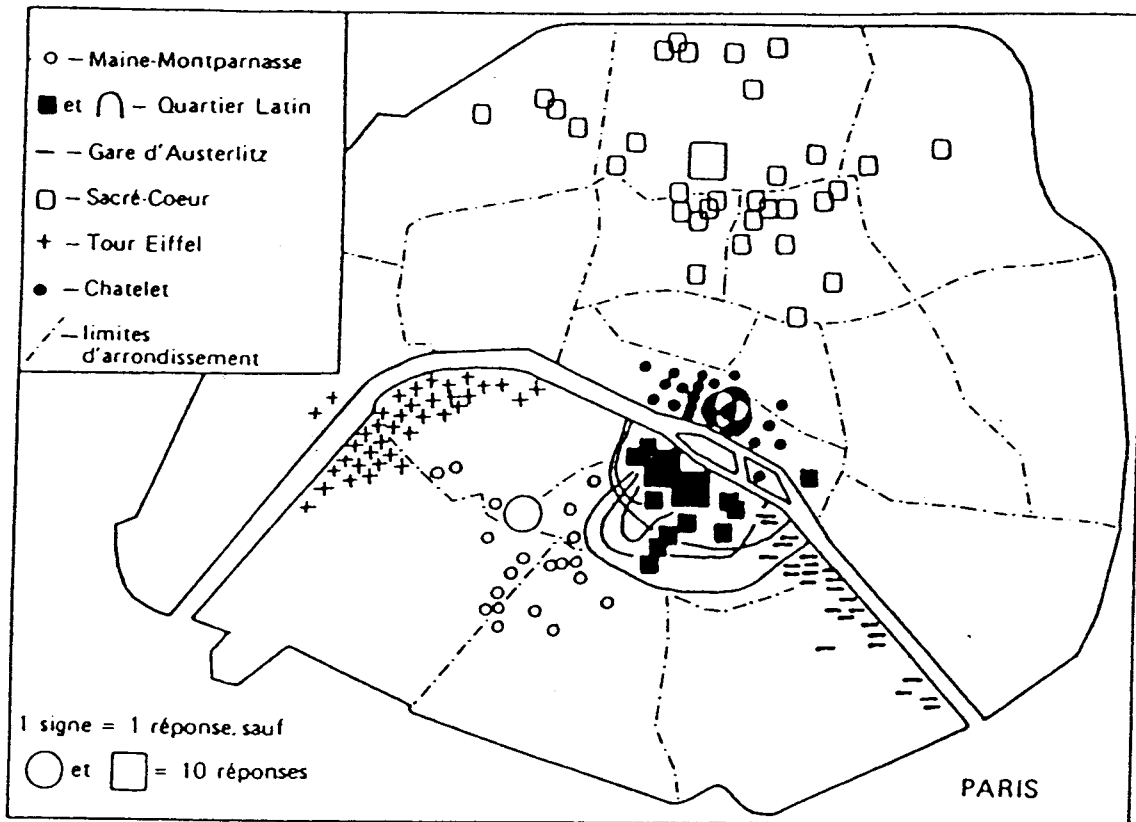 o – Maine-Montparnasse
■ et ∩ – Quartier Latin
– – Gare d'Austerlitz
▢ – Sacré-Coeur
+ – Tour Eiffel
● – Chatelet
limites
d'arrondissement
1 signe = 1 réponse, sauf
◯ et □ = 10 réponses
PARIS